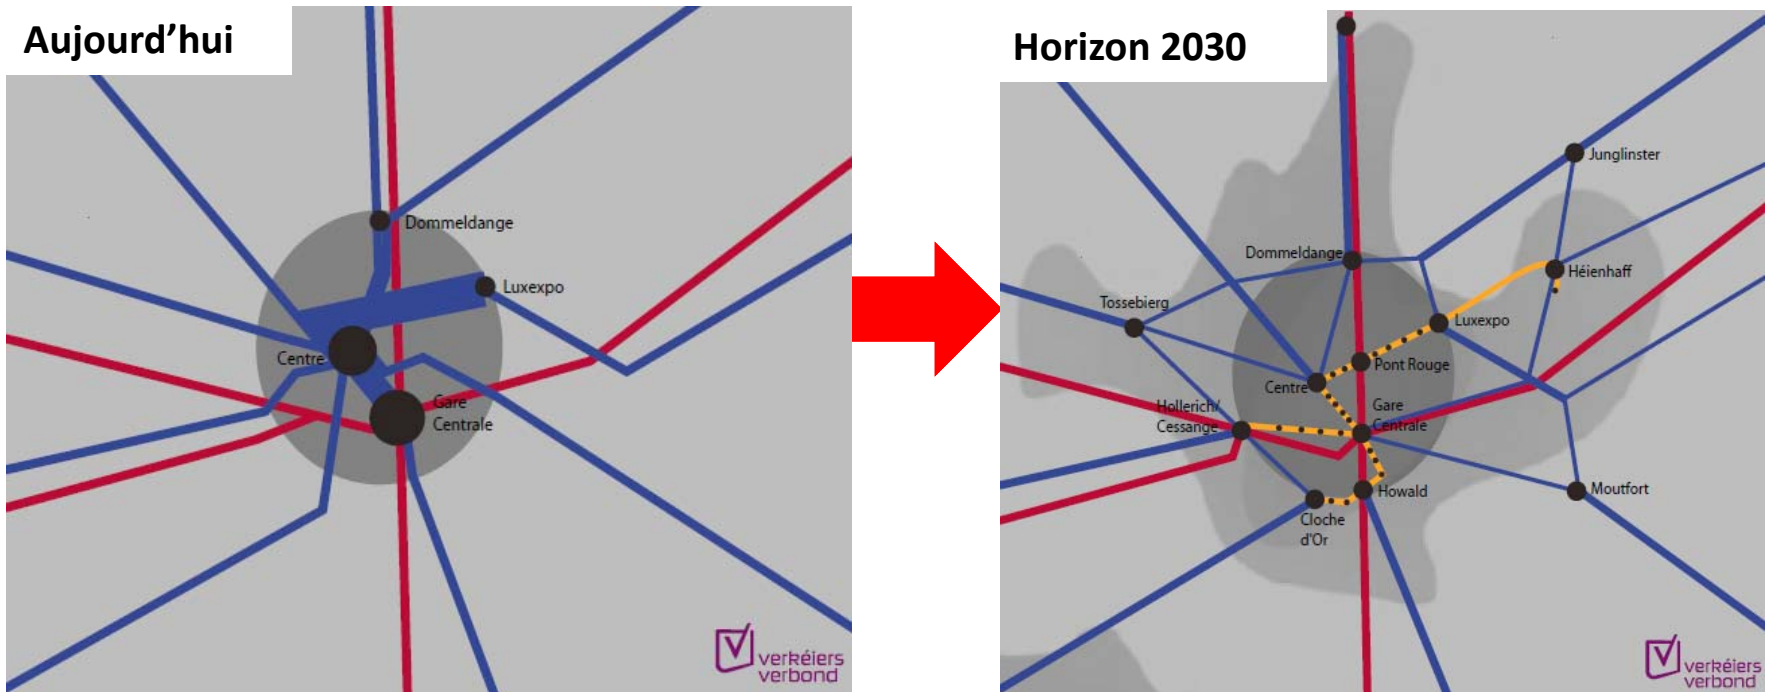 Aujourd’hui
Dommeldange
Luxexpo
Centre
Gare
Centrale
verkéiers
verbond
Horizon 2030
Junglinster
Dommeldange
Héienhaff
Tossebierg
Luxexpo
Pont Rouge
Centre
Hollerich/
Cessange
Gare
Centrale
Howald
Moutfort
Cloche
d'Or
verkéiers
verbond